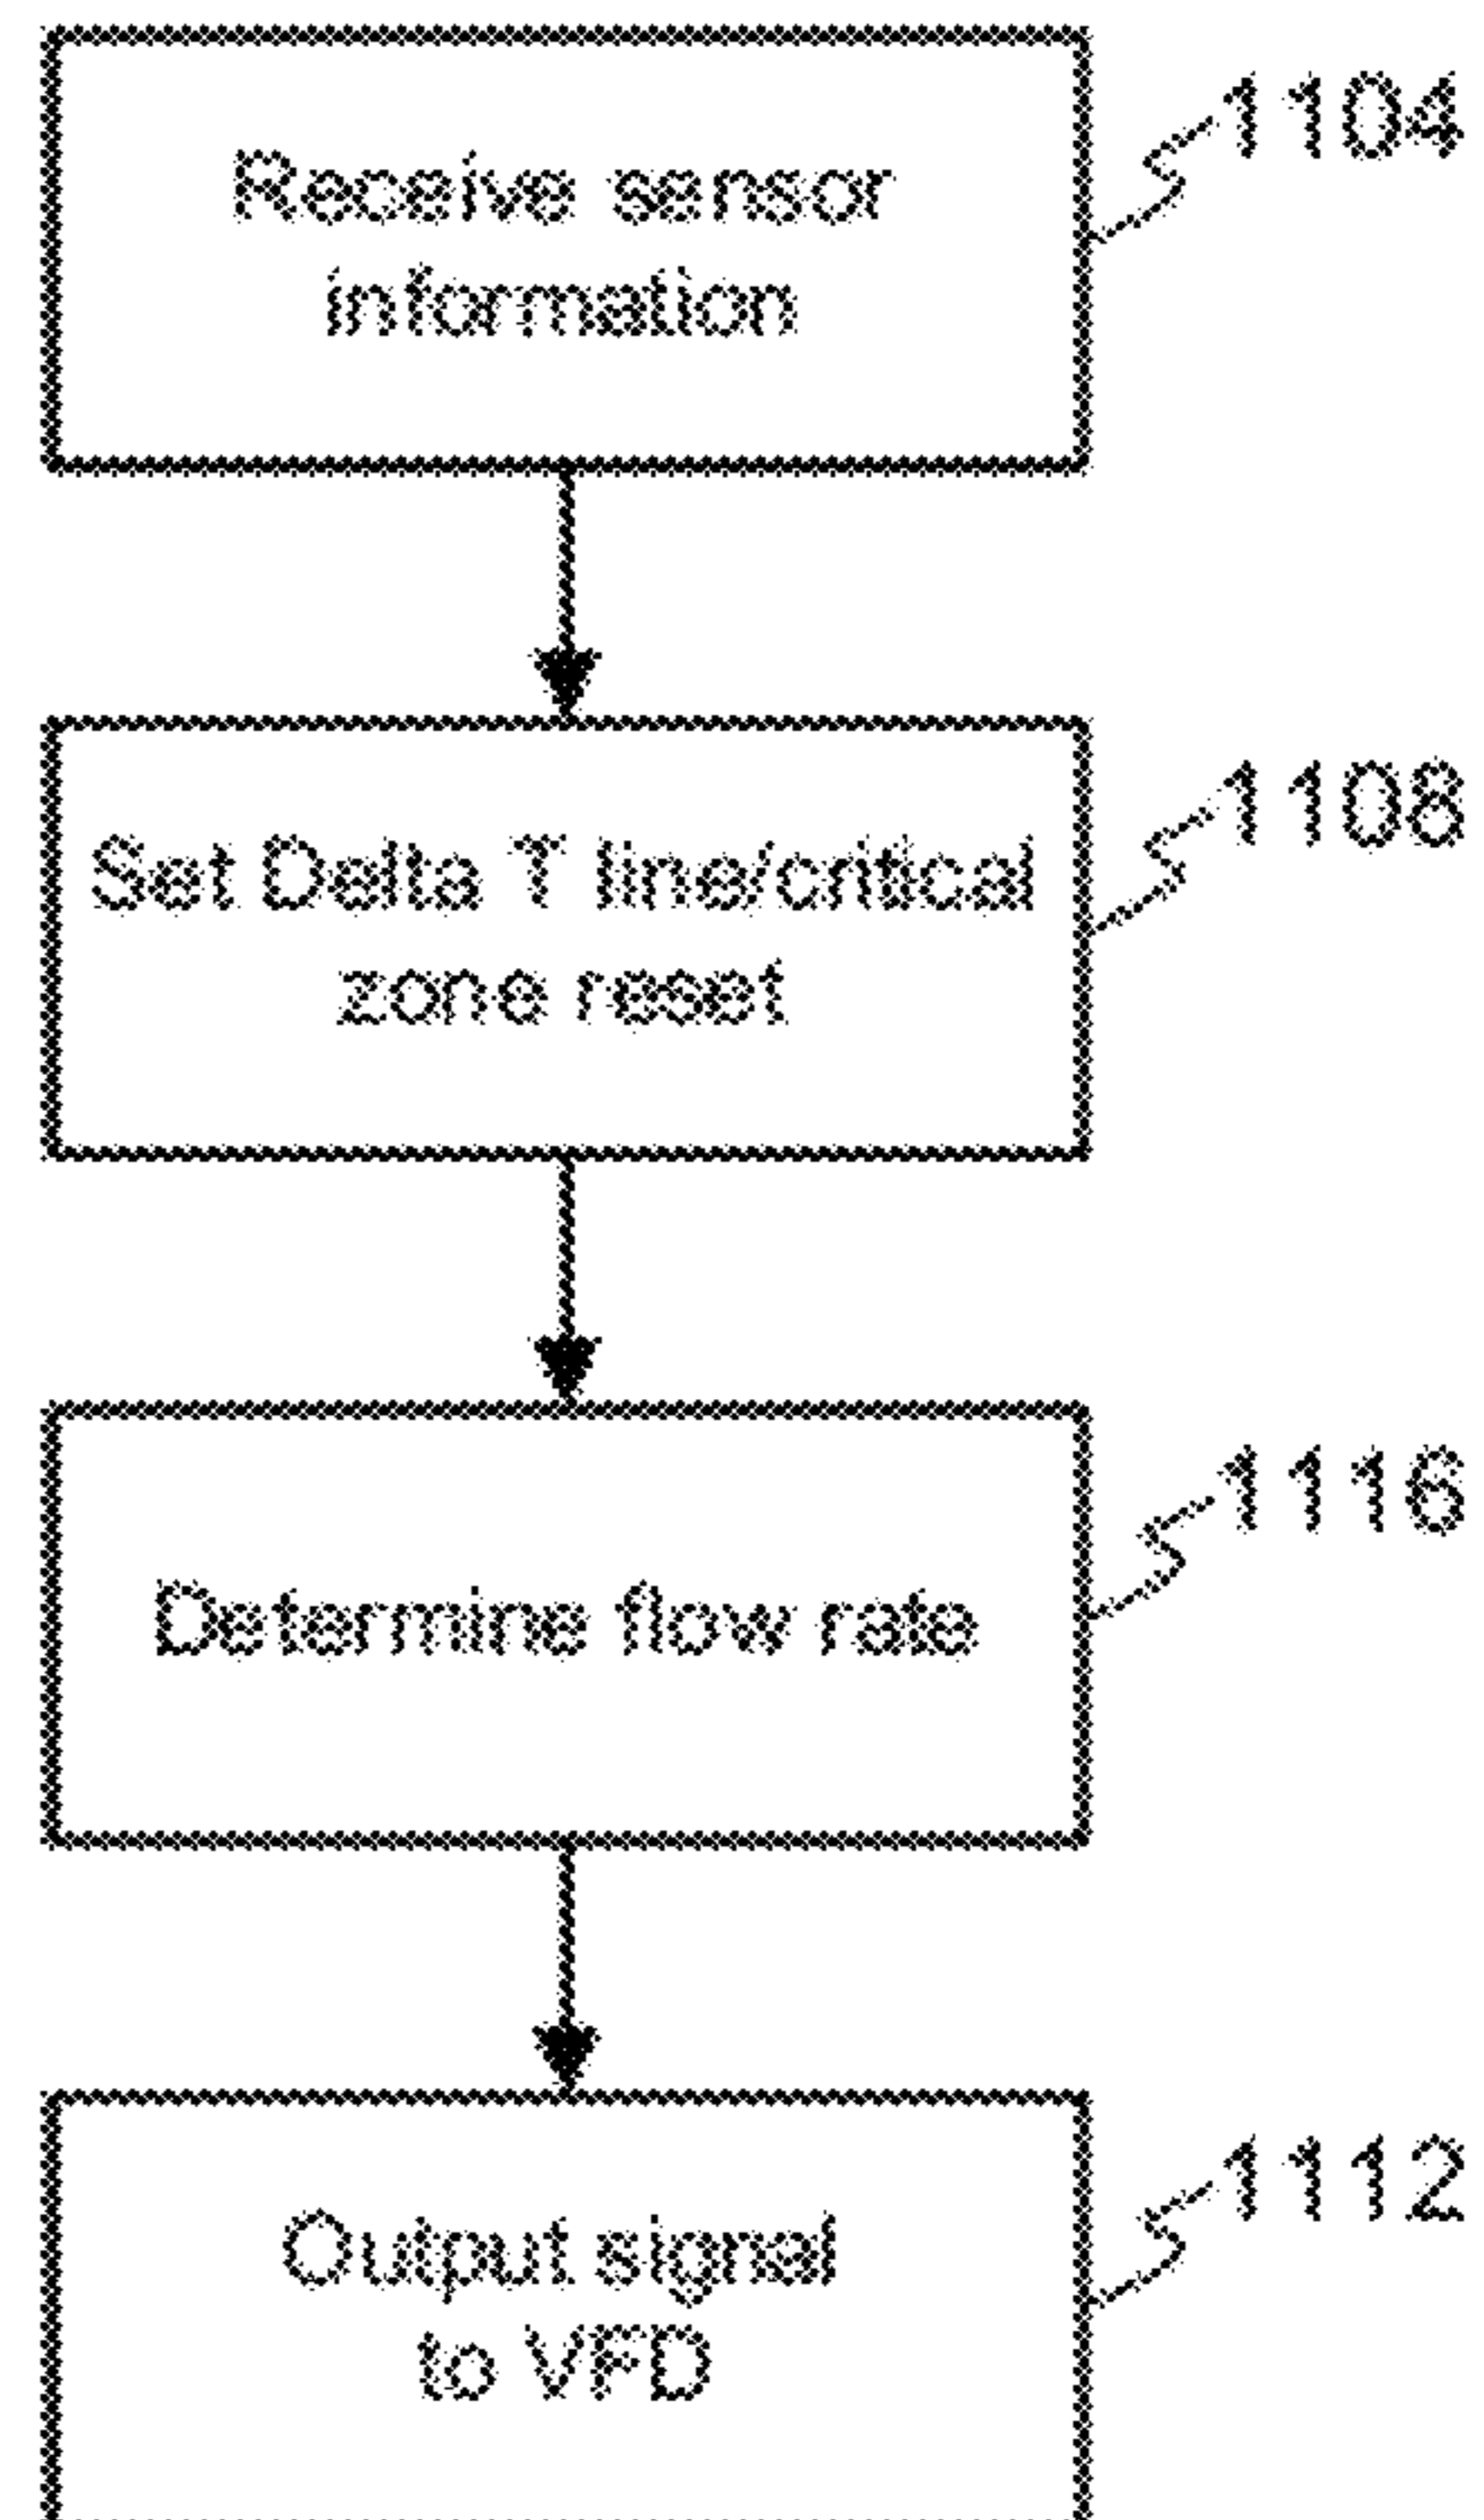 Receive sensor
information
1104
Set Delta T line/critical
zone reset
1108
Determine flow rate
1116
Output signal
to VFD
1112